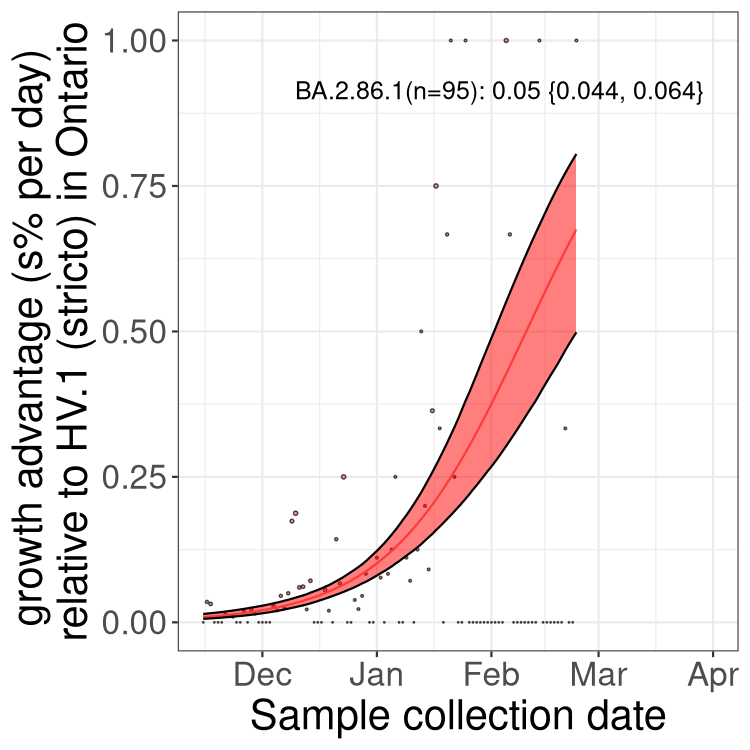 growth advantage (s% per day)
relative to HV.1 (stricto) in Ontario
1.00
0.75
0.50
0.25
0.00
BA.2.86.1(n=95): 0.05 {0.044, 0.064}
Dec Jan Feb Mar Apr
Sample collection date